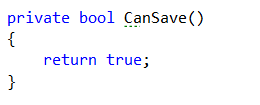 private bool CanSave()
{
    return true;
}